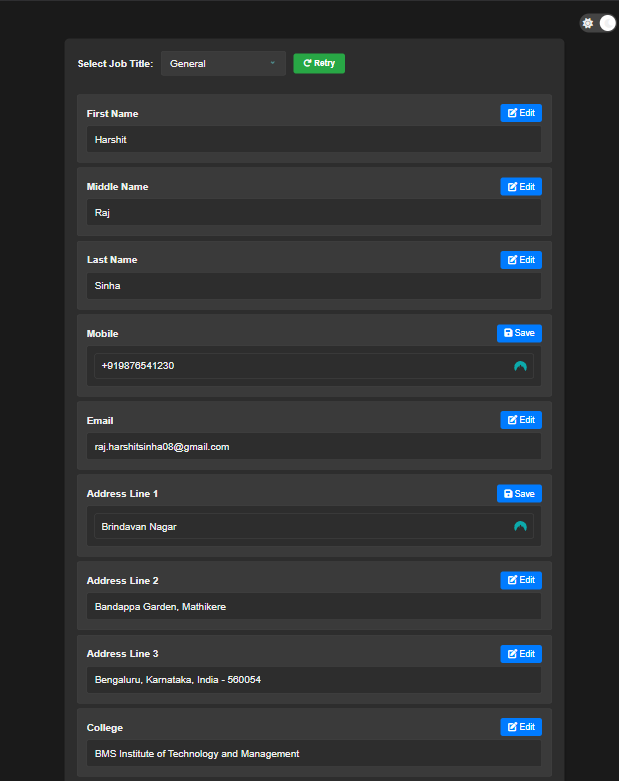 Select Job Title: General Retry
First Name Edit
Harshit
Middle Name Edit
Raj
Last Name Edit
Sinha
Mobile Save
+919876541230
Email Edit
raj.harshitsinha08@gmail.com
Address Line 1 Save
Brindavan Nagar
Address Line 2 Edit
Bandappa Garden, Mathikere
Address Line 3 Edit
Bengaluru, Karnataka, India - 560054
College Edit
BMS Institute of Technology and Management